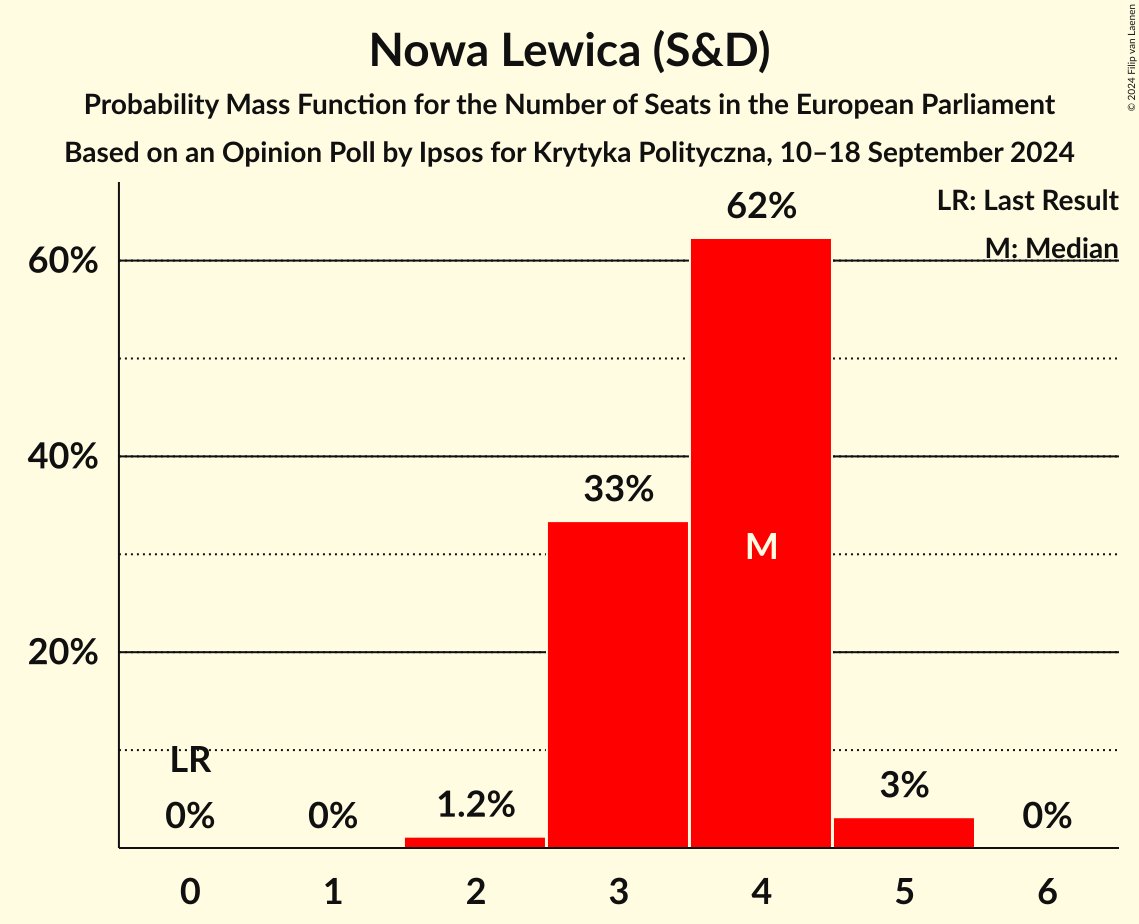 Nowa Lewica (S&D)
Probability Mass Function for the Number of Seats in the European Parliament
Based on an Opinion Poll by Ipsos for Krytyka Polityczna, 10–18 September 2024
© 2024 Filip van Laenen
LR: Last Result
M: Median
62%
60%
40%
33%
M
20%
LR
0%
0%
1.2%
3%
0%
0 1 2 3 4 5 6